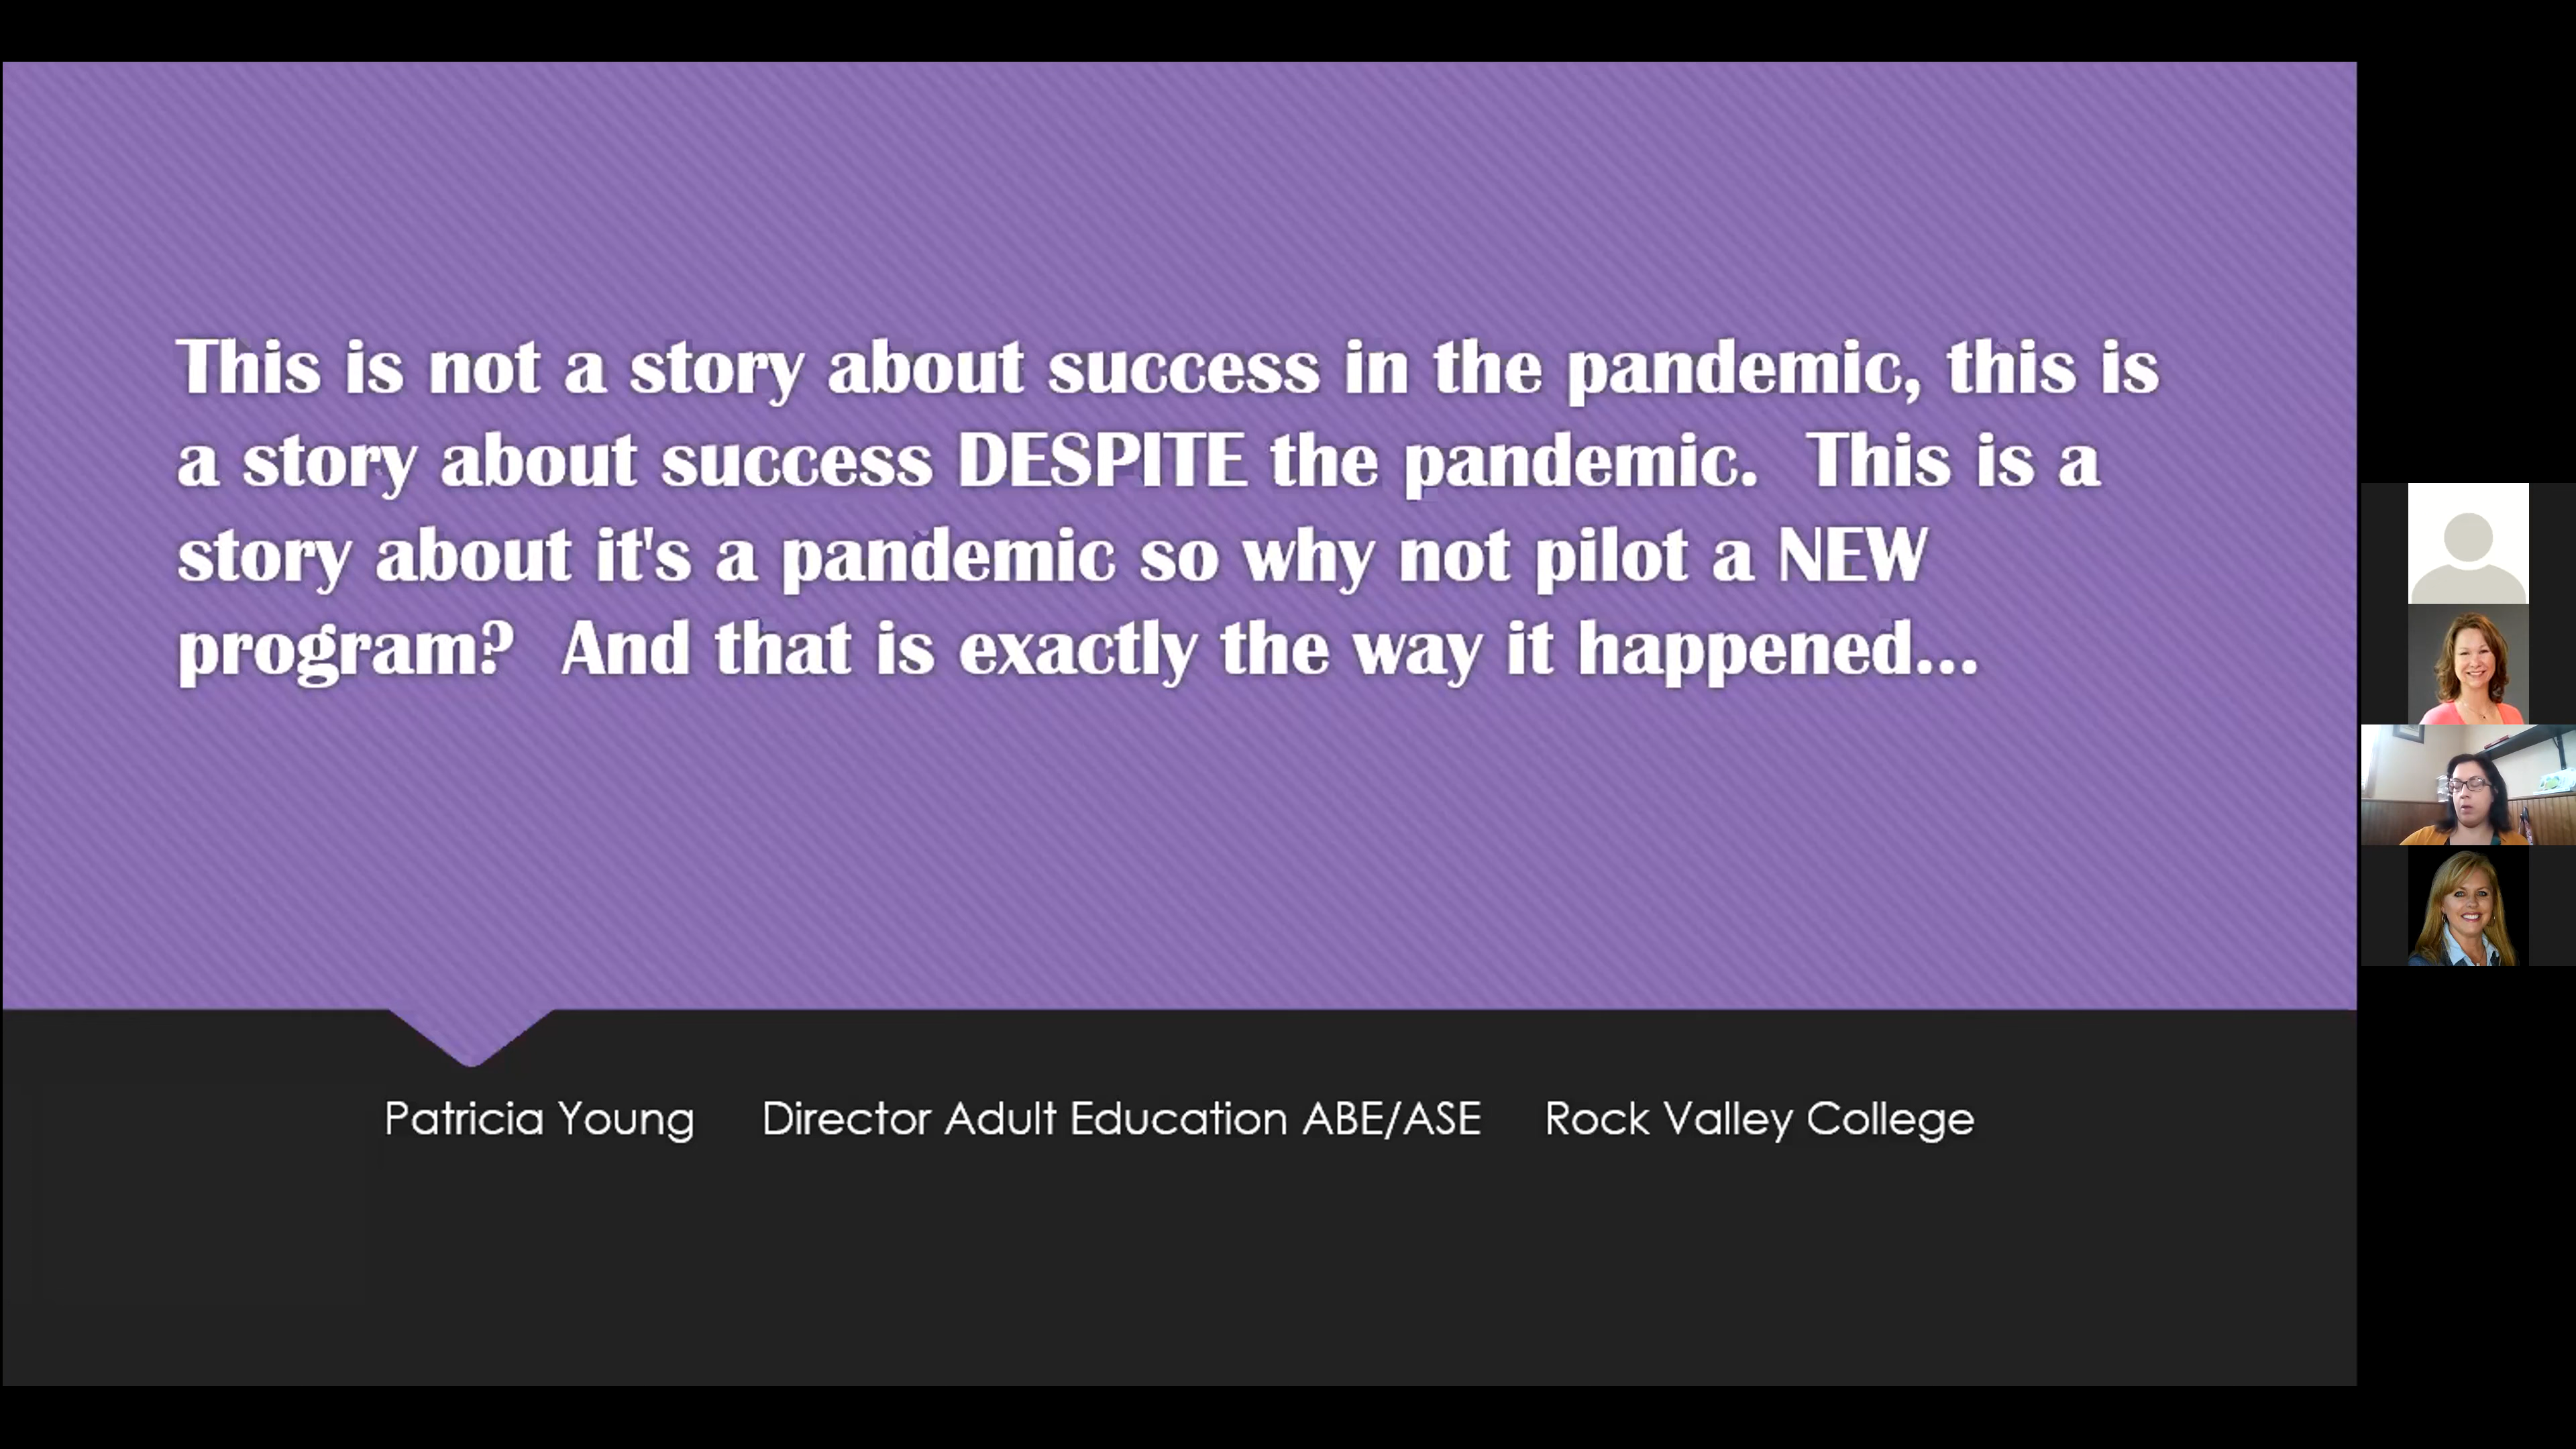 This is not a story about success in the pandemic, this is
a story about success DESPITE the pandemic.  This is a
story about it's a pandemic so why not pilot a NEW
program?  And that is exactly the way it happened...
Patricia Young Director Adult Education ABE/ASE Rock Valley College